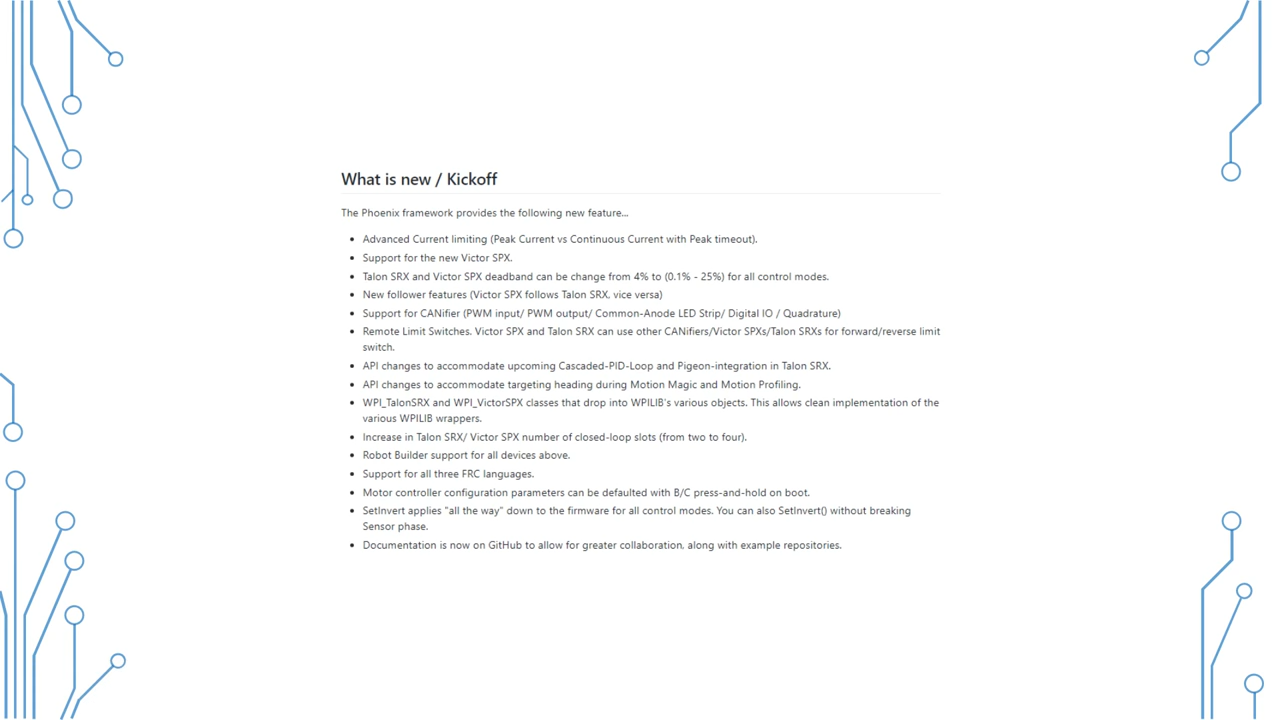 What is new / Kickoff
The Phoenix framework provides the following new feature...
• Advanced Current limiting (Peak Current vs Continuous Current with Peak timeout).
• Support for the new Victor SPX.
• Talon SRX and Victor SPX deadband can be change from 4% to (0.1% - 25%) for all control modes.
• New follower features (Victor SPX follows Talon SRX, vice versa)
• Support for CANifier (PWM input/ PWM output/ Common-Anode LED Strip/ Digital IO / Quadrature)
• Remote Limit Switches. Victor SPX and Talon SRX can use other CANifiers/Victor SPXs/Talon SRXs for forward/reverse limit
switch.
• API changes to accommodate upcoming Cascaded-PID-Loop and Pigeon-integration in Talon SRX.
• API changes to accommodate targeting heading during Motion Magic and Motion Profiling.
• WPI_TalonSRX and WPI_VictorSPX classes that drop into WPILIB's various objects. This allows clean implementation of the
various WPILIB wrappers.
• Increase in Talon SRX/ Victor SPX number of closed-loop slots (from two to four).
• Robot Builder support for all devices above.
• Support for all three FRC languages.
• Motor controller configuration parameters can be defaulted with B/C press-and-hold on boot.
• SetInvert applies "all the way" down to the firmware for all control modes. You can also SetInvert() without breaking
Sensor phase.
• Documentation is now on GitHub to allow for greater collaboration, along with example repositories.